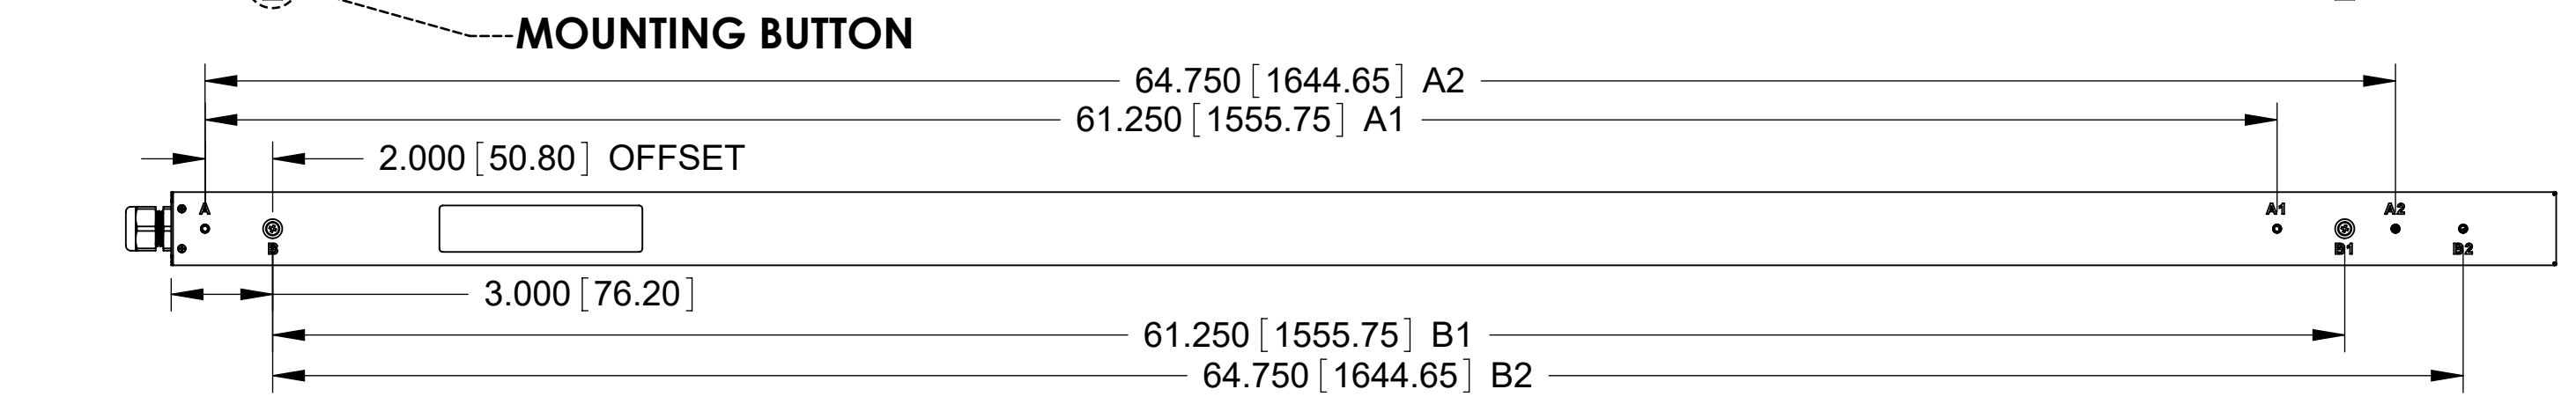 MOUNTING BUTTON
64.750 [1644.65] A2
61.250 [1555.75] A1
2.000 [50.80] OFFSET
A A1 A2
B B1 B2
3.000 [76.20]
61.250 [1555.75] B1
64.750 [1644.65] B2